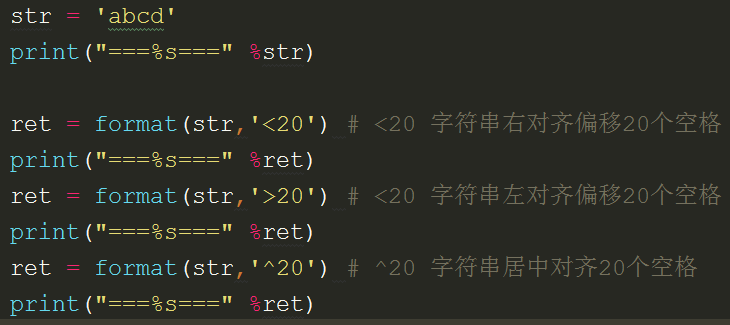 str = 'abcd'
print("===%s===" %str)
ret = format(str,'<20') # <20 字符串右对齐偏移20个空格
print("===%s===" %ret)
ret = format(str,'>20') # <20 字符串左对齐偏移20个空格
print("===%s===" %ret)
ret = format(str,'^20') # ^20 字符串居中对齐20个空格
print("===%s===" %ret)